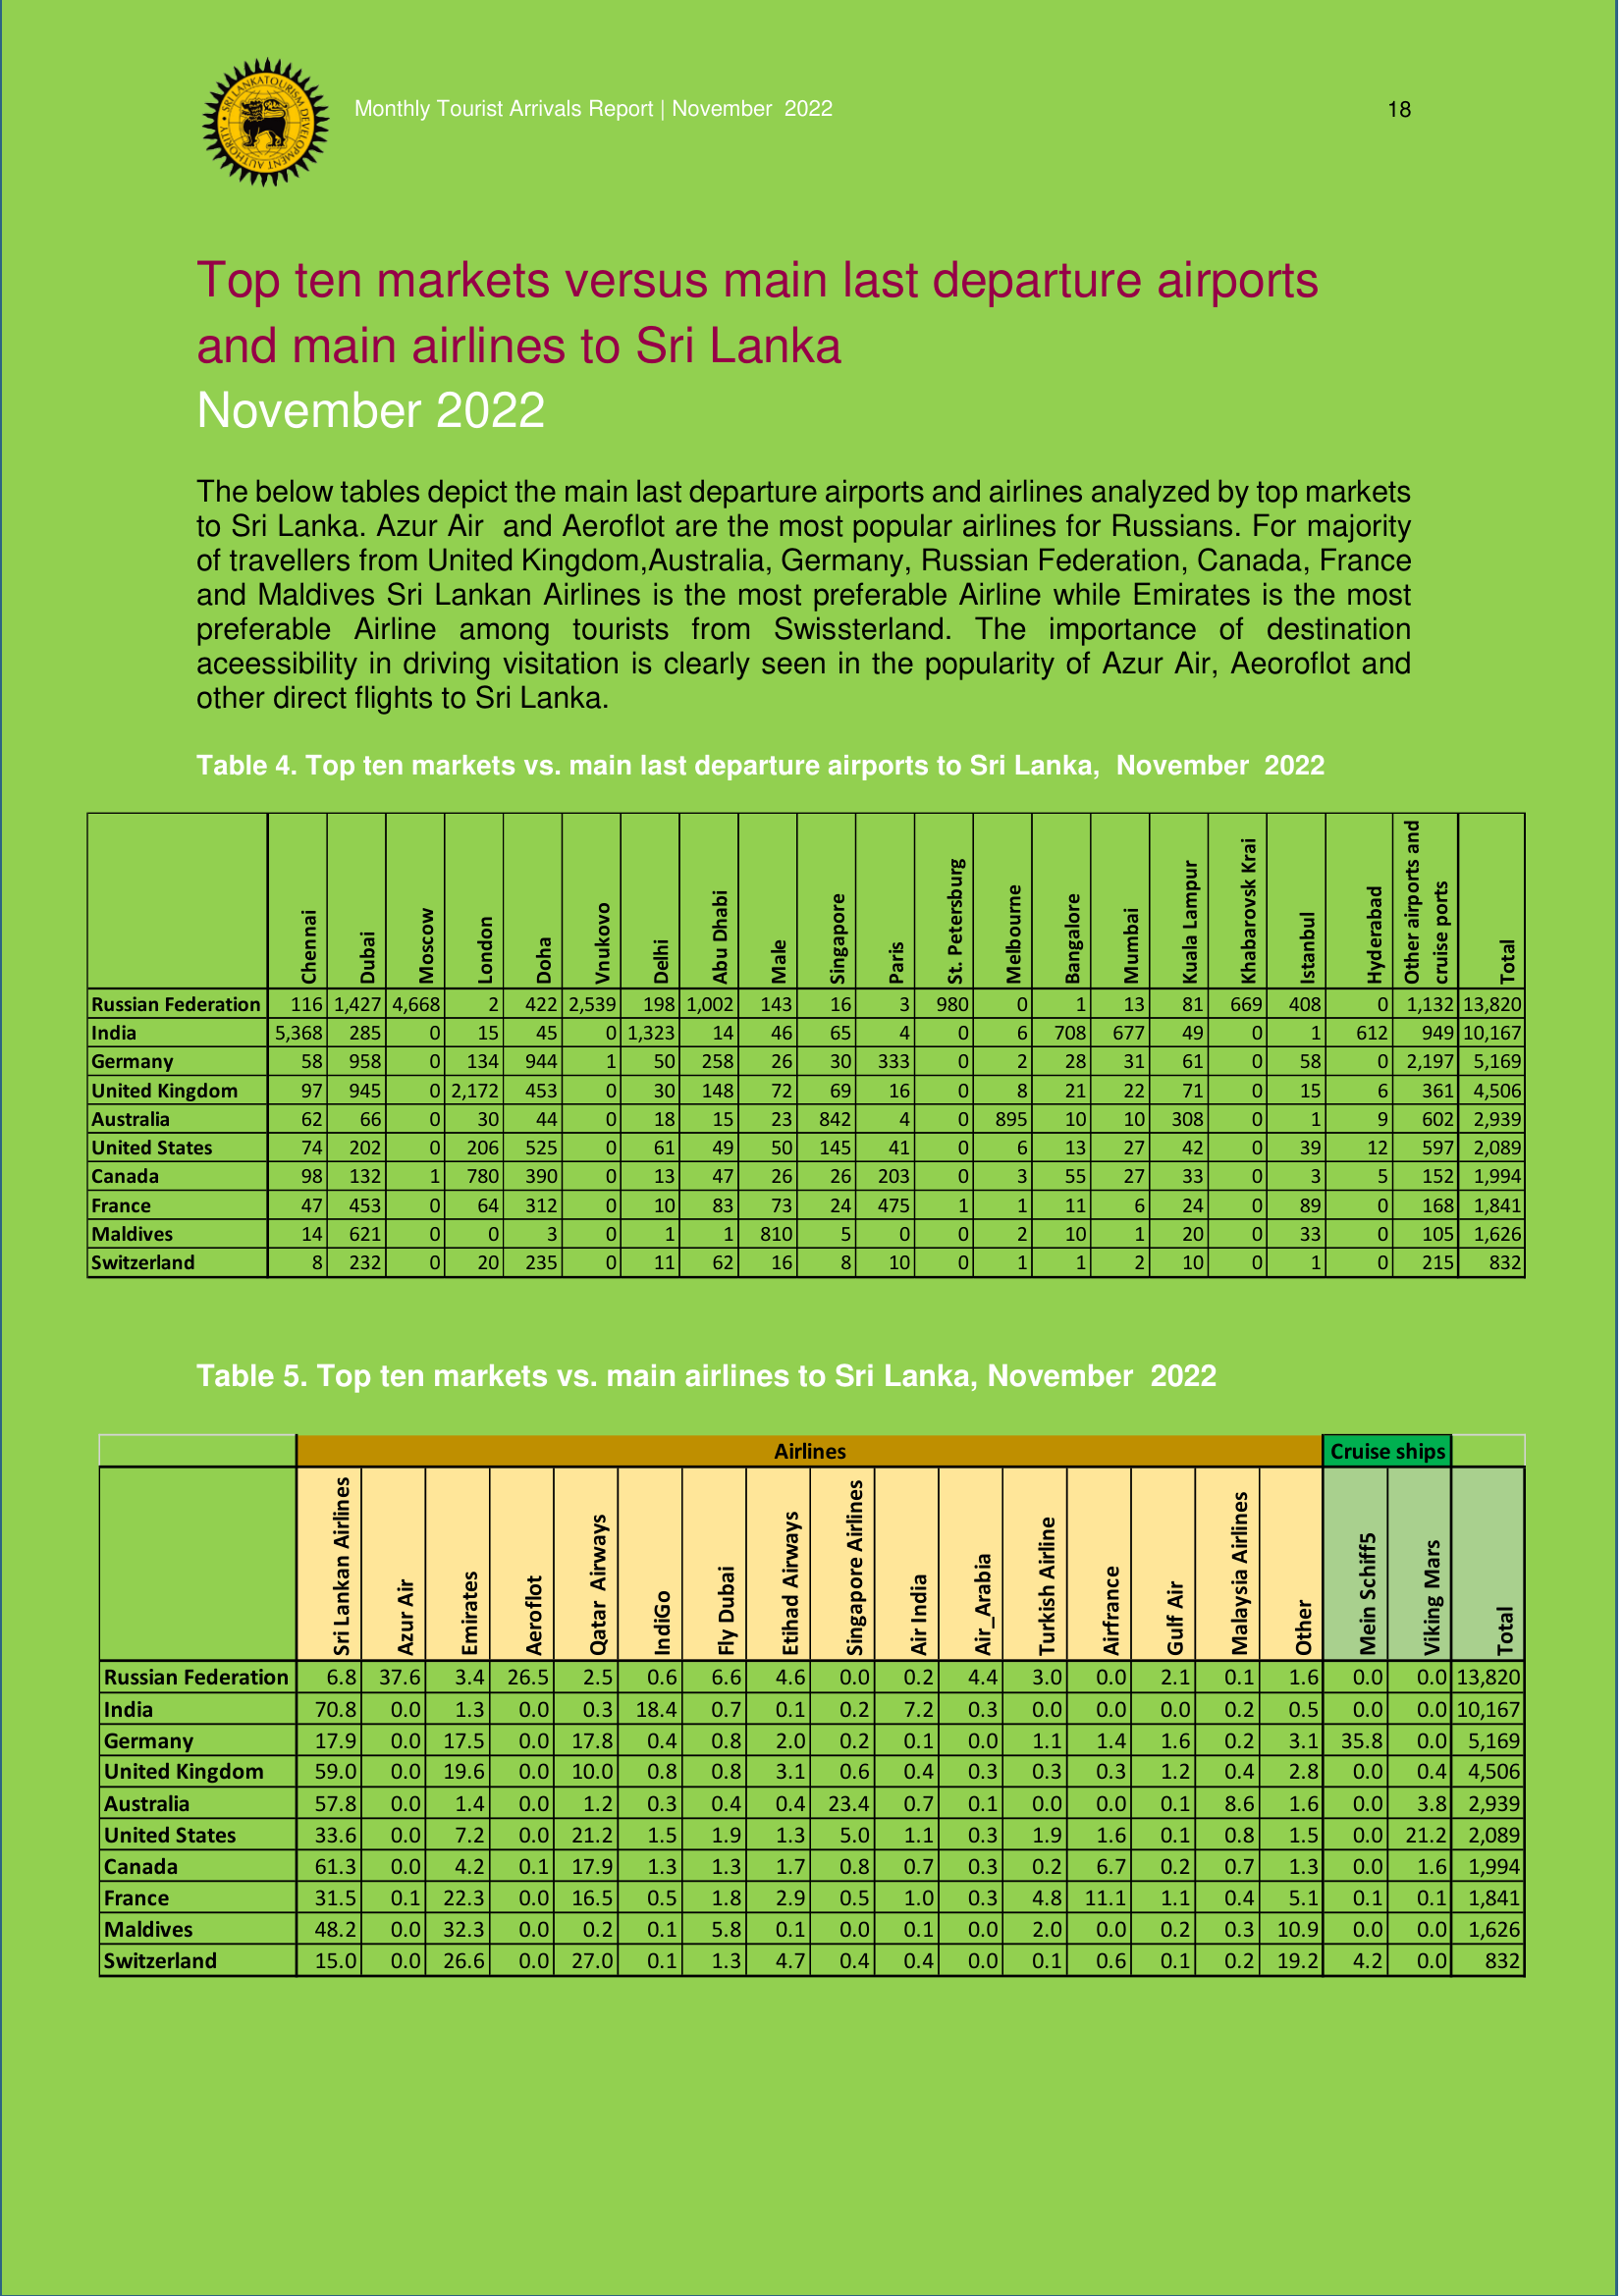 SRI LANKA TOURISM DEVELOPMENT AUTHORITY
Monthly Tourist Arrivals Report | November  2022
18
Top ten markets versus main last departure airports
and main airlines to Sri Lanka
November 2022
The below tables depict the main last departure airports and airlines analyzed by top markets
to Sri Lanka. Azur Air  and Aeroflot are the most popular airlines for Russians. For majority
of travellers from United Kingdom,Australia, Germany, Russian Federation, Canada, France
and Maldives Sri Lankan Airlines is the most preferable Airline while Emirates is the most
preferable Airline among tourists from Swissterland. The importance of destination
aceessibility in driving visitation is clearly seen in the popularity of Azur Air, Aeoroflot and
other direct flights to Sri Lanka.
Table 4. Top ten markets vs. main last departure airports to Sri Lanka,  November  2022
Chennai Dubai Moscow London Doha Vnukovo Delhi Abu Dhabi Male Singapore Paris St. Petersburg Melbourne Bangalore Mumbai Kuala Lampur Khabarovsk Krai Istanbul Hyderabad Other airports and cruise ports Total
Russian Federation 116 1,427 4,668 2 422 2,539 198 1,002 143 16 3 980 0 1 13 81 669 408 0 1,132 13,820
India 5,368 285 0 15 45 0 1,323 14 46 65 4 0 6 708 677 49 0 1 612 949 10,167
Germany 58 958 0 134 944 1 50 258 26 30 333 0 2 28 31 61 0 58 0 2,197 5,169
United Kingdom 97 945 0 2,172 453 0 30 148 72 69 16 0 8 21 22 71 0 15 6 361 4,506
Australia 62 66 0 30 44 0 18 15 23 842 4 0 895 10 10 308 0 1 9 602 2,939
United States 74 202 0 206 525 0 61 49 50 145 41 0 6 13 27 42 0 39 12 597 2,089
Canada 98 132 1 780 390 0 13 47 26 26 203 0 3 55 27 33 0 3 5 152 1,994
France 47 453 0 64 312 0 10 83 73 24 475 1 1 11 6 24 0 89 0 168 1,841
Maldives 14 621 0 0 3 0 1 1 810 5 0 0 2 10 1 20 0 33 0 105 1,626
Switzerland 8 232 0 20 235 0 11 62 16 8 10 0 1 1 2 10 0 1 0 215 832
Table 5. Top ten markets vs. main airlines to Sri Lanka, November  2022
Airlines Cruise ships
Sri Lankan Airlines Azur Air Emirates Aeroflot Qatar  Airways IndiGo Fly Dubai Etihad Airways Singapore Airlines Air India Air_Arabia Turkish Airline Airfrance Gulf Air Malaysia Airlines Other Mein Schiff5 Viking Mars Total
Russian Federation 6.8 37.6 3.4 26.5 2.5 0.6 6.6 4.6 0.0 0.2 4.4 3.0 0.0 2.1 0.1 1.6 0.0 0.0 13,820
India 70.8 0.0 1.3 0.0 0.3 18.4 0.7 0.1 0.2 7.2 0.3 0.0 0.0 0.0 0.2 0.5 0.0 0.0 10,167
Germany 17.9 0.0 17.5 0.0 17.8 0.4 0.8 2.0 0.2 0.1 0.0 1.1 1.4 1.6 0.2 3.1 35.8 0.0 5,169
United Kingdom 59.0 0.0 19.6 0.0 10.0 0.8 0.8 3.1 0.6 0.4 0.3 0.3 0.3 1.2 0.4 2.8 0.0 0.4 4,506
Australia 57.8 0.0 1.4 0.0 1.2 0.3 0.4 0.4 23.4 0.7 0.1 0.0 0.0 0.1 8.6 1.6 0.0 3.8 2,939
United States 33.6 0.0 7.2 0.0 21.2 1.5 1.9 1.3 5.0 1.1 0.3 1.9 1.6 0.1 0.8 1.5 0.0 21.2 2,089
Canada 61.3 0.0 4.2 0.1 17.9 1.3 1.3 1.7 0.8 0.7 0.3 0.2 6.7 0.2 0.7 1.3 0.0 1.6 1,994
France 31.5 0.1 22.3 0.0 16.5 0.5 1.8 2.9 0.5 1.0 0.3 4.8 11.1 1.1 0.4 5.1 0.1 0.1 1,841
Maldives 48.2 0.0 32.3 0.0 0.2 0.1 5.8 0.1 0.0 0.1 0.0 2.0 0.0 0.2 0.3 10.9 0.0 0.0 1,626
Switzerland 15.0 0.0 26.6 0.0 27.0 0.1 1.3 4.7 0.4 0.4 0.0 0.1 0.6 0.1 0.2 19.2 4.2 0.0 832